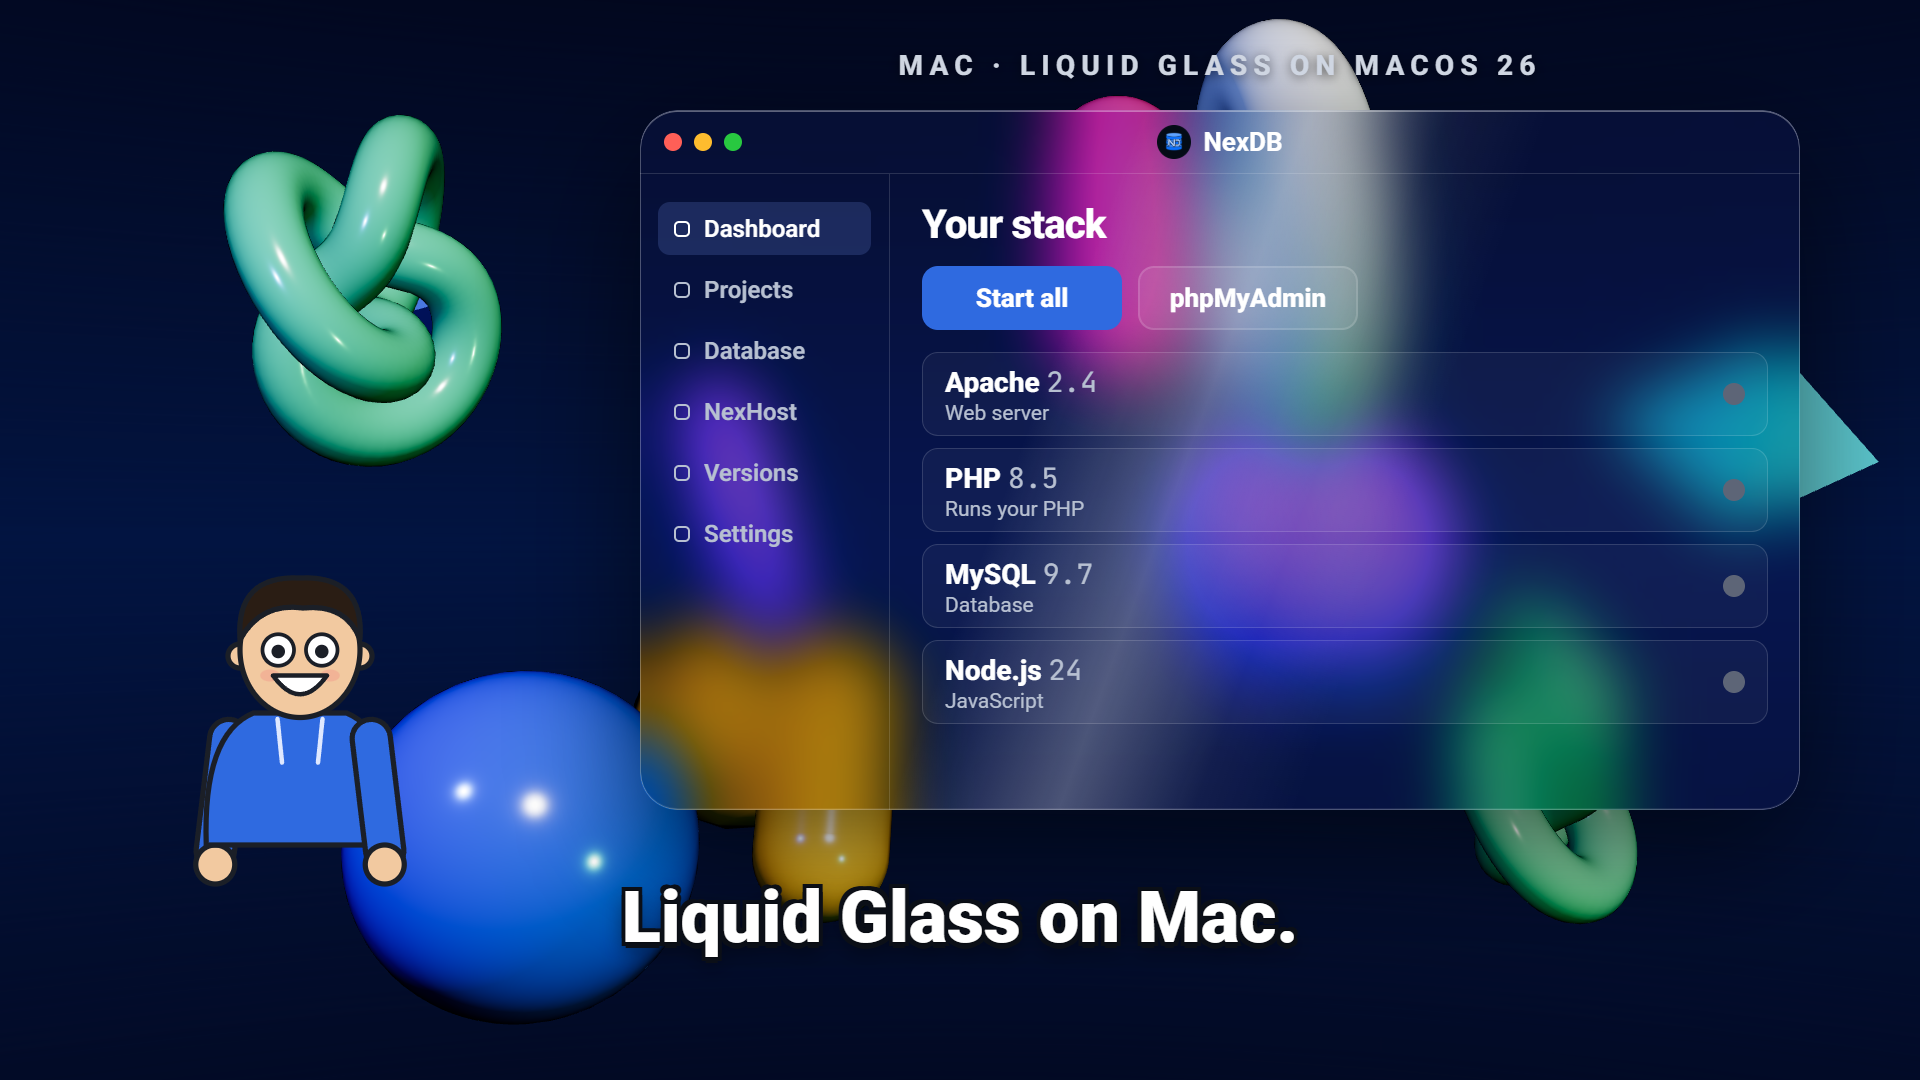 MAC · LIQUID GLASS ON MACOS 26
NexDB
Dashboard
Projects
Database
NexHost
Versions
Settings
Your stack
Start all
phpMyAdmin
Apache 2.4
Web server
PHP 8.5
Runs your PHP
MySQL 9.7
Database
Node.js 24
JavaScript
Liquid Glass on Mac.